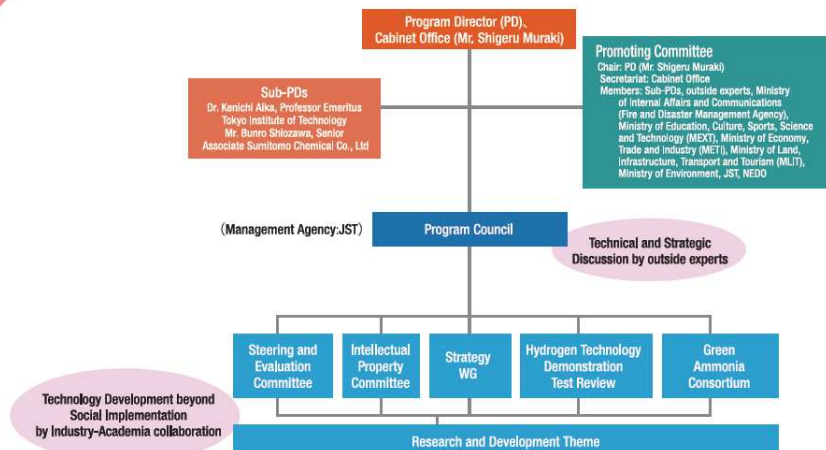 Program Director (PD)、
Cabinet Office (Mr. Shigeru Muraki)
Promoting Committee
Chair: PD (Mr. Shigeru Muraki)
Secretariat: Cabinet Office
Members: Sub-PDs, outside experts, Ministry
of Internal Affairs and Communications
(Fire and Disaster Management Agency),
Ministry of Education, Culture, Sports, Science
and Technology (MEXT), Ministry of Economy,
Trade and Industry (METI), Ministry of Land,
Infrastructure, Transport and Tourism (MLIT),
Ministry of Environment, JST, NEDO
Sub-PDs
Dr. Kenichi Aika, Professor Emeritus
Tokyo Institute of Technology
Mr. Bunro Shiozawa, Senior
Associate Sumitomo Chemical Co., Ltd
(Management Agency:JST)
Program Council
Technical and Strategic
Discussion by outside experts
Steering and
Evaluation
Committee
Intellectual
Property
Committee
Strategy
WG
Hydrogen Technology
Demonstration
Test Review
Green
Ammonia
Consortium
Technology Development beyond
Social Implementation
by Industry-Academia collaboration
Research and Development Theme